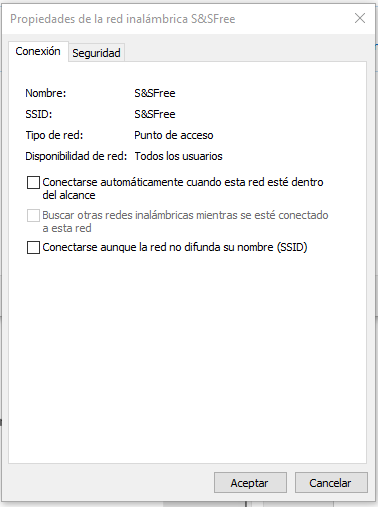 Propiedades de la red inalámbrica S&SFree
Conexión Seguridad
Nombre: S&SFree
SSID: S&SFree
Tipo de red: Punto de acceso
Disponibilidad de red: Todos los usuarios
Conectarse automáticamente cuando esta red esté dentro
del alcance
Buscar otras redes inalámbricas mientras se esté conectado
a esta red
Conectarse aunque la red no difunda su nombre (SSID)
Aceptar Cancelar